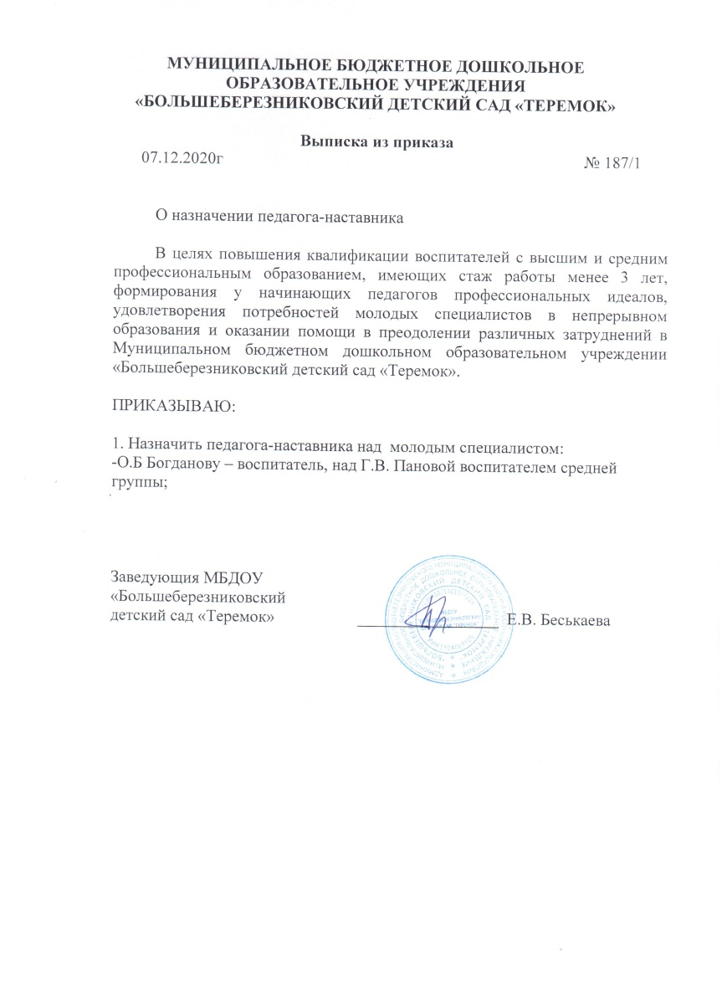 МУНИЦИПАЛЬНОЕ БЮДЖЕТНОЕ ДОШКОЛЬНОЕ
ОБРАЗОВАТЕЛЬНОЕ УЧРЕЖДЕНИЯ
«БОЛЬШЕБЕРЕЗНИКОВСКИЙ ДЕТСКИЙ САД «ТЕРЕМОК»
Выписка из приказа
07.12.2020г № 187/1
О назначении педагога-наставника
В целях повышения квалификации воспитателей с высшим и средним
профессиональным образованием, имеющих стаж работы менее 3 лет,
формирования у начинающих педагогов профессиональных идеалов,
удовлетворения потребностей молодых специалистов в непрерывном
образования и оказании помощи в преодолении различных затруднений в
Муниципальном бюджетном дошкольном образовательном учреждении
«Большеберезниковский детский сад «Теремок».
ПРИКАЗЫВАЮ:
1. Назначить педагога-наставника над молодым специалистом:
-О.Б Богданову – воспитатель, над Г.В. Пановой воспитателем средней
группы;
Заведующия МБДОУ
«Большеберезниковский
детский сад «Теремок» Е.В. Беськаева